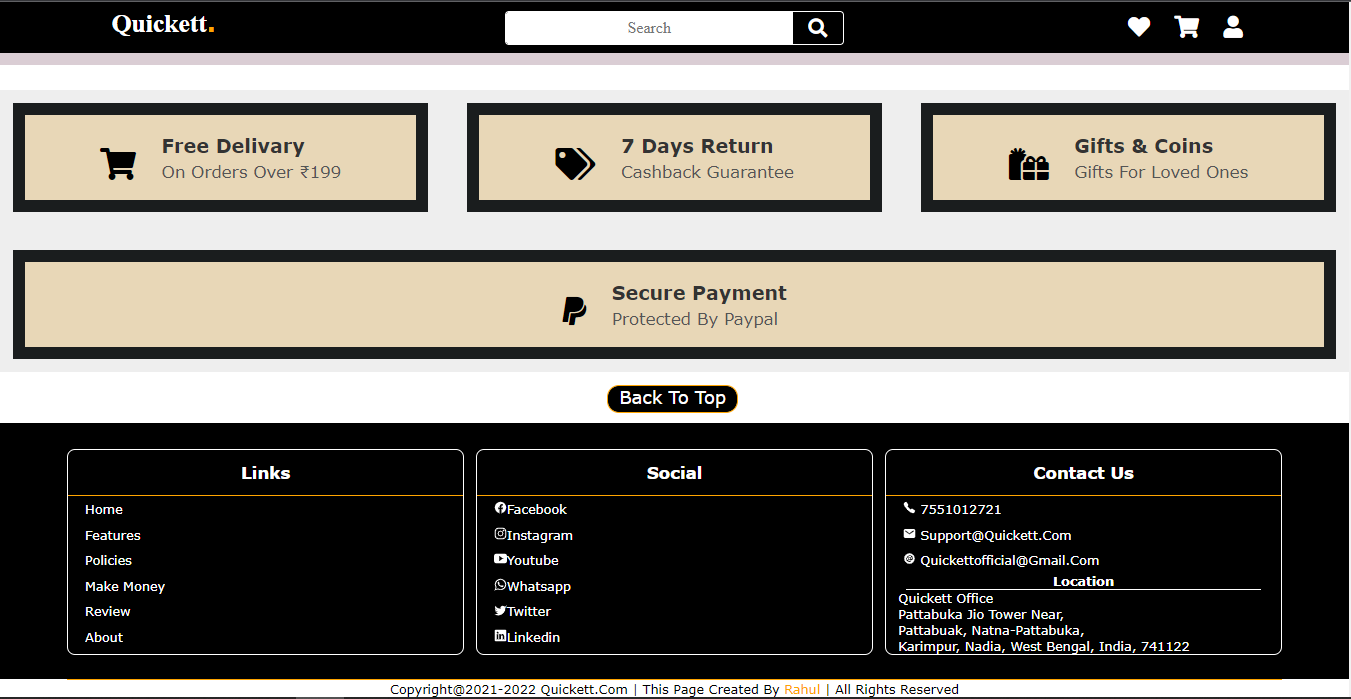 Quickett.
Search
Free Delivary
On Orders Over ₹199
7 Days Return
Cashback Guarantee
Gifts & Coins
Gifts For Loved Ones
Secure Payment
Protected By Paypal
Back To Top
Links
Home
Features
Policies
Make Money
Review
About
Social
Facebook
Instagram
Youtube
Whatsapp
Twitter
Linkedin
Contact Us
7551012721
Support@Quickett.Com
Quickettofficial@Gmail.Com
Location
Quickett Office
Pattabuka Jio Tower Near,
Pattabuak, Natna-Pattabuka,
Karimpur, Nadia, West Bengal, India, 741122
Copyright@2021-2022 Quickett.Com | This Page Created By Rahul | All Rights Reserved